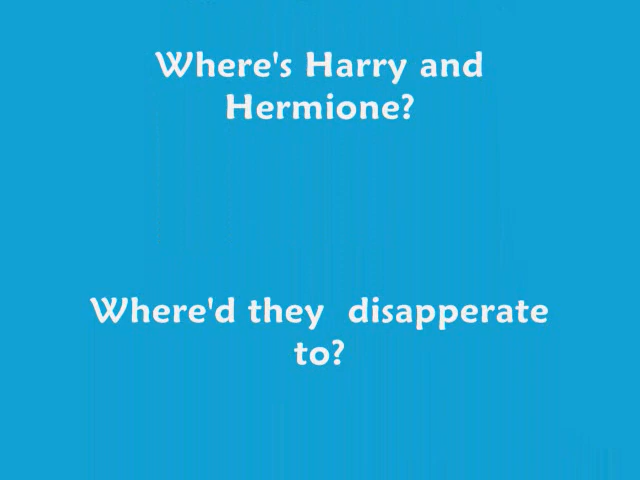 Where's Harry and
Hermione?
Where'd they  disapperate
to?